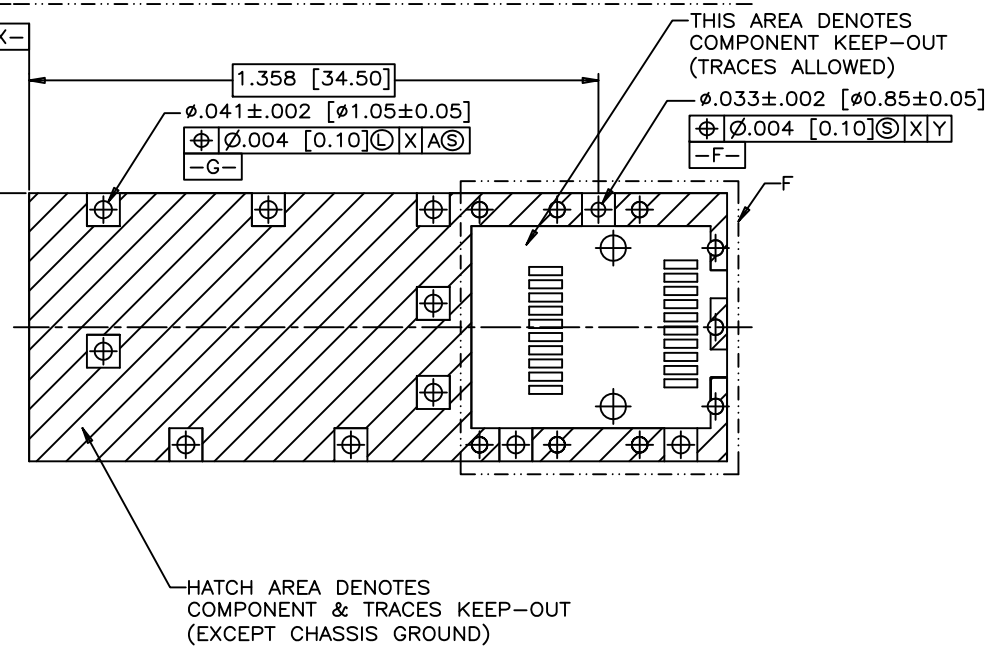 X-
THIS AREA DENOTES
COMPONENT KEEP-OUT
(TRACES ALLOWED)
1.358 [34.50]
ø.041±.002 [ø1.05±0.05]
⌖ Ø.004 [0.10]Ⓛ X AⓈ
-G-
ø.033±.002 [ø0.85±0.05]
⌖ Ø.004 [0.10]Ⓢ X Y
-F-
F
HATCH AREA DENOTES
COMPONENT & TRACES KEEP-OUT
(EXCEPT CHASSIS GROUND)